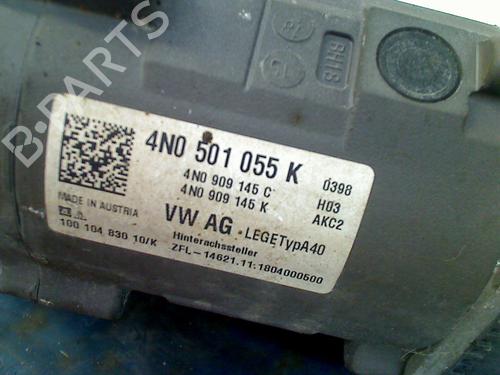 B-PARTS
4N0 501 055 K
0398
4N0 909 145 C
H03
4N0 909 145 K
AKC2
MADE IN AUSTRIA
VW AG
LEGETypA40
100 104 830 10/K
Hinterachssteller
ZFL-14621.11.1804000500